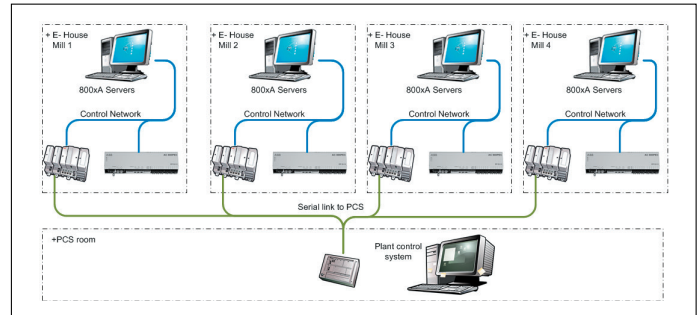 + E- House
Mill 1
800xA Servers
Control Network
+ E- House
Mill 2
800xA Servers
Control Network
+ E- House
Mill 3
800xA Servers
Control Network
+ E- House
Mill 4
800xA Servers
Control Network
Serial link to PCS
+PCS room
Plant control
system